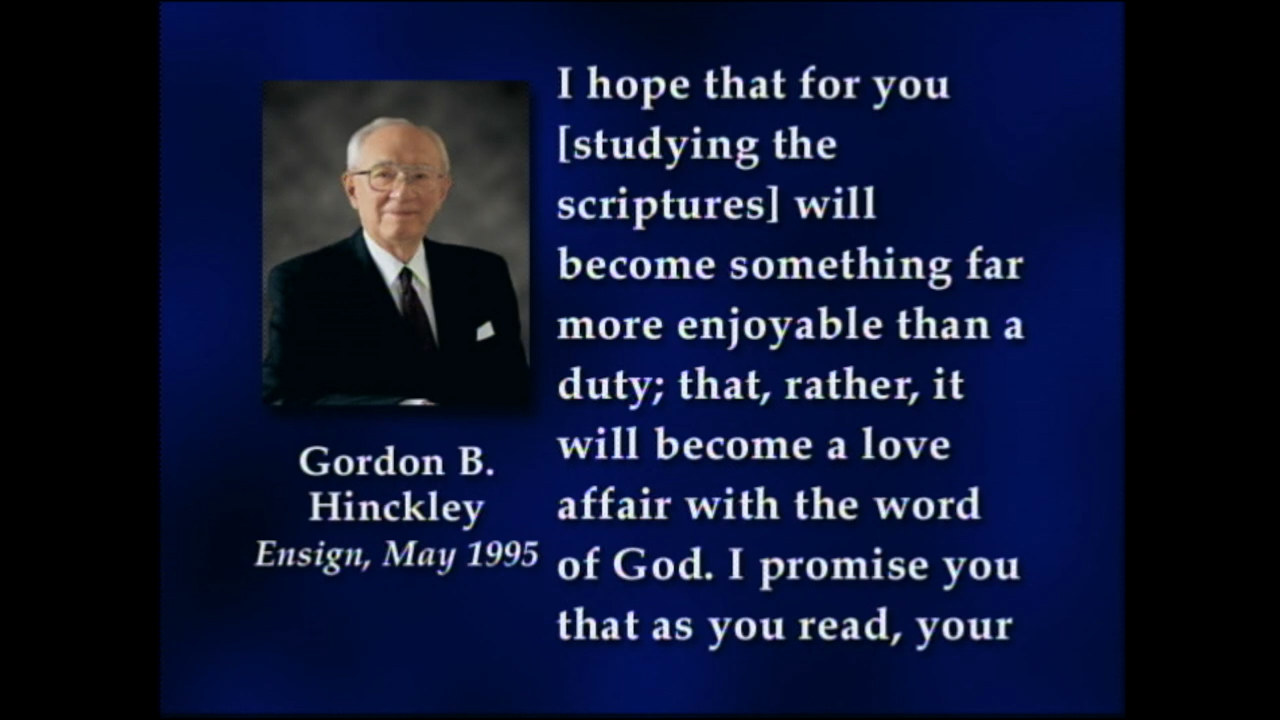 I hope that for you
[studying the
scriptures] will
become something far
more enjoyable than a
duty; that, rather, it
will become a love
affair with the word
of God. I promise you
that as you read, your
Gordon B.
Hinckley
Ensign, May 1995